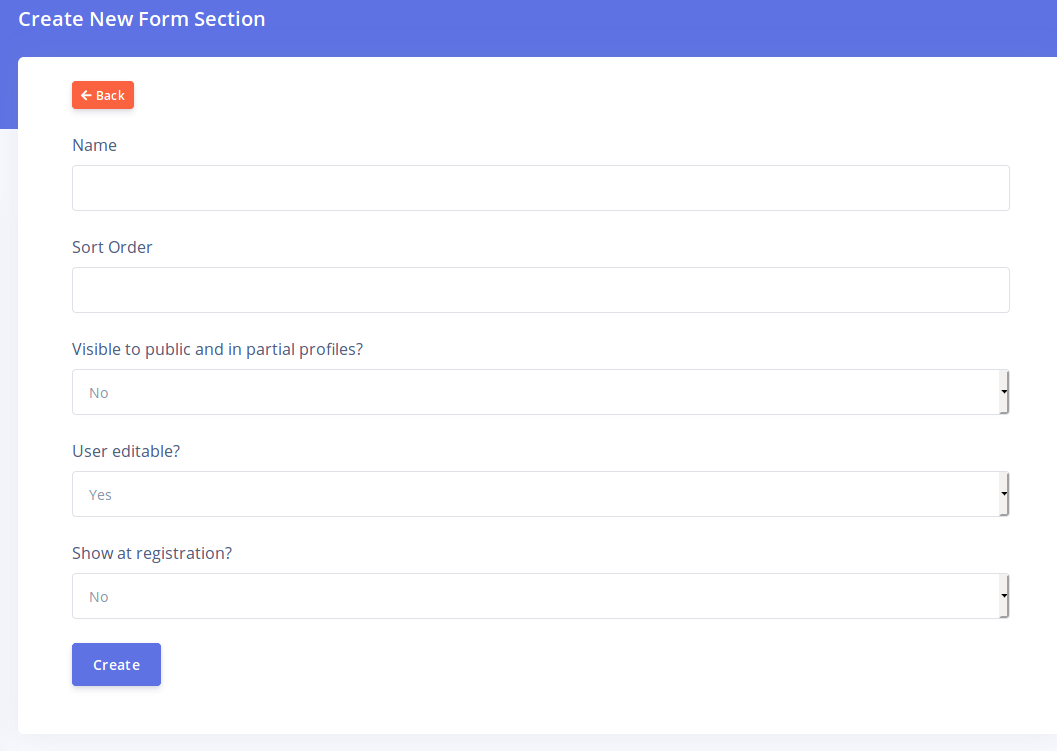 Create New Form Section
← Back
Name
Sort Order
Visible to public and in partial profiles?
No
User editable?
Yes
Show at registration?
No
Create